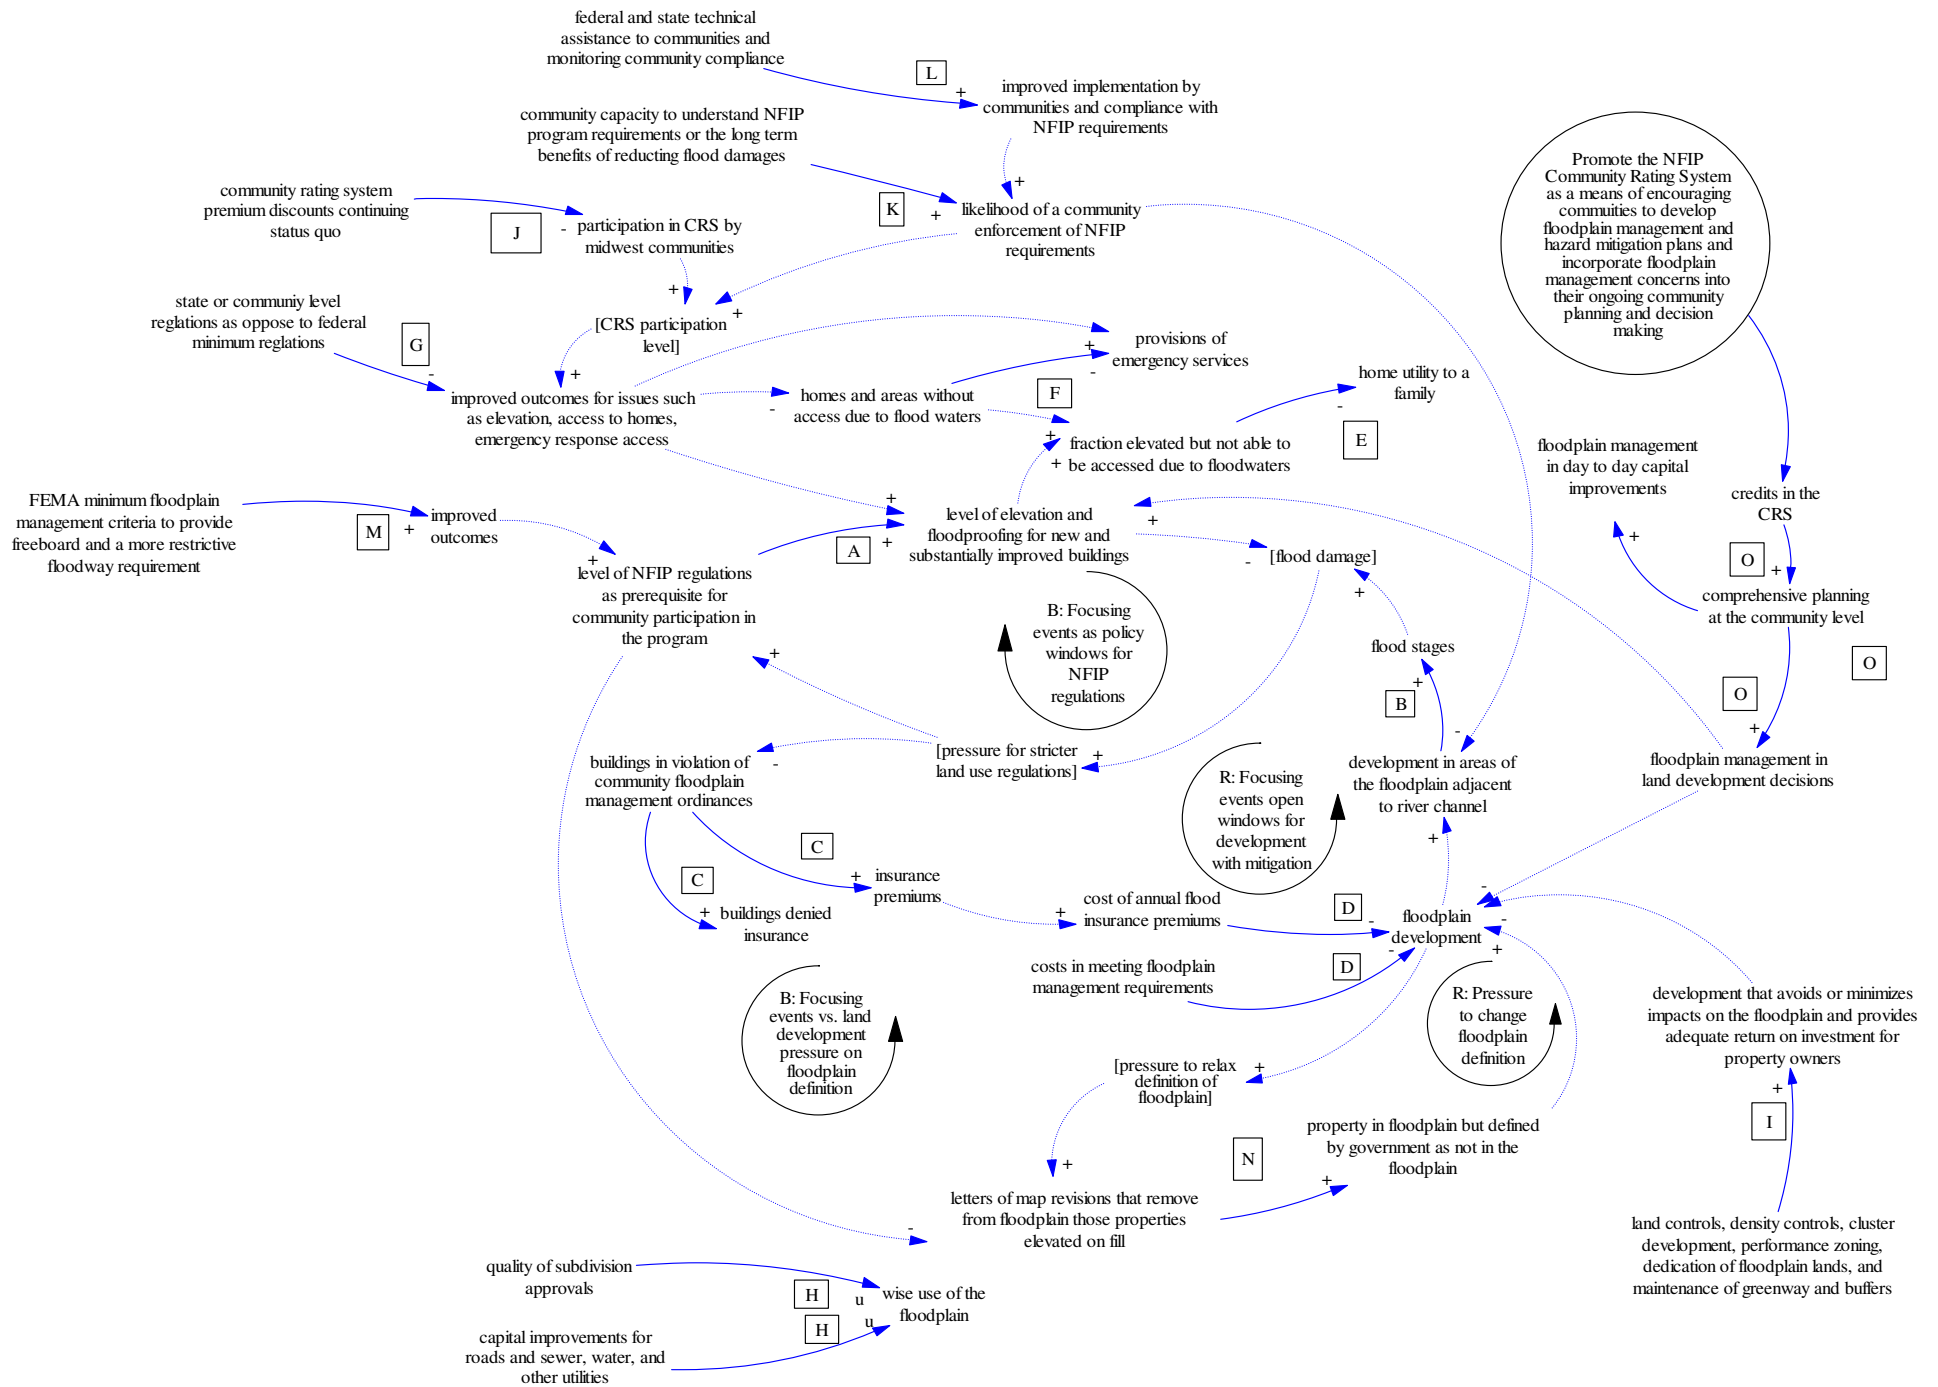 federal and state technical
assistance to communities and
monitoring community compliance
L
+
improved implementation by
communities and compliance with
NFIP requirements
community capacity to understand NFIP
program requirements or the long term
benefits of reducting flood damages
K
+
+
likelihood of a community
enforcement of NFIP
requirements
community rating system
premium discounts continuing
status quo
J
-
participation in CRS by
midwest communities
+
+
[CRS participation
level]
Promote the NFIP
Community Rating System
as a means of encouraging
commuities to develop
floodplain management and
hazard mitigation plans and
incorporate floodplain
management concerns into
their ongoing community
planning and decision
making
state or communiy level
reglations as oppose to federal
minimum reglations
G
-
+
improved outcomes for issues such
as elevation, access to homes,
emergency response access
-
homes and areas without
access due to flood waters
+
-
provisions of
emergency services
F
+
+
fraction elevated but not able to
be accessed due to floodwaters
home utility to a
family
-
E
floodplain management
in day to day capital
improvements
+
credits in the
CRS
O
+
comprehensive planning
at the community level
O
O
+
floodplain management in
land development decisions
FEMA minimum floodplain
management criteria to provide
freeboard and a more restrictive
floodway requirement
M
+
improved
outcomes
+
level of NFIP regulations
as prerequisite for
community participation in
the program
+
A
+
+
level of elevation and
floodproofing for new and
substantially improved buildings
+
-
[flood damage]
+
B: Focusing
events as policy
windows for
NFIP
regulations
flood stages
+
B
-
development in areas of
the floodplain adjacent
to river channel
+
[pressure for stricter
land use regulations]
+
-
buildings in violation of
community floodplain
management ordinances
R: Focusing
events open
windows for
development
with mitigation
C
C
+
buildings denied
insurance
+
insurance
premiums
+
cost of annual flood
insurance premiums
D
-
costs in meeting floodplain
management requirements
D
-
-
-
+
floodplain
development
B: Focusing
events vs. land
development
pressure on
floodplain
definition
R: Pressure
to change
floodplain
definition
development that avoids or minimizes
impacts on the floodplain and provides
adequate return on investment for
property owners
+
I
[pressure to relax
definition of
floodplain]
+
+
property in floodplain but defined
by government as not in the
floodplain
N
+
letters of map revisions that remove
from floodplain those properties
elevated on fill
-
land controls, density controls, cluster
development, performance zoning,
dedication of floodplain lands, and
maintenance of greenway and buffers
quality of subdivision
approvals
H
u
wise use of the
floodplain
H
u
capital improvements for
roads and sewer, water, and
other utilities